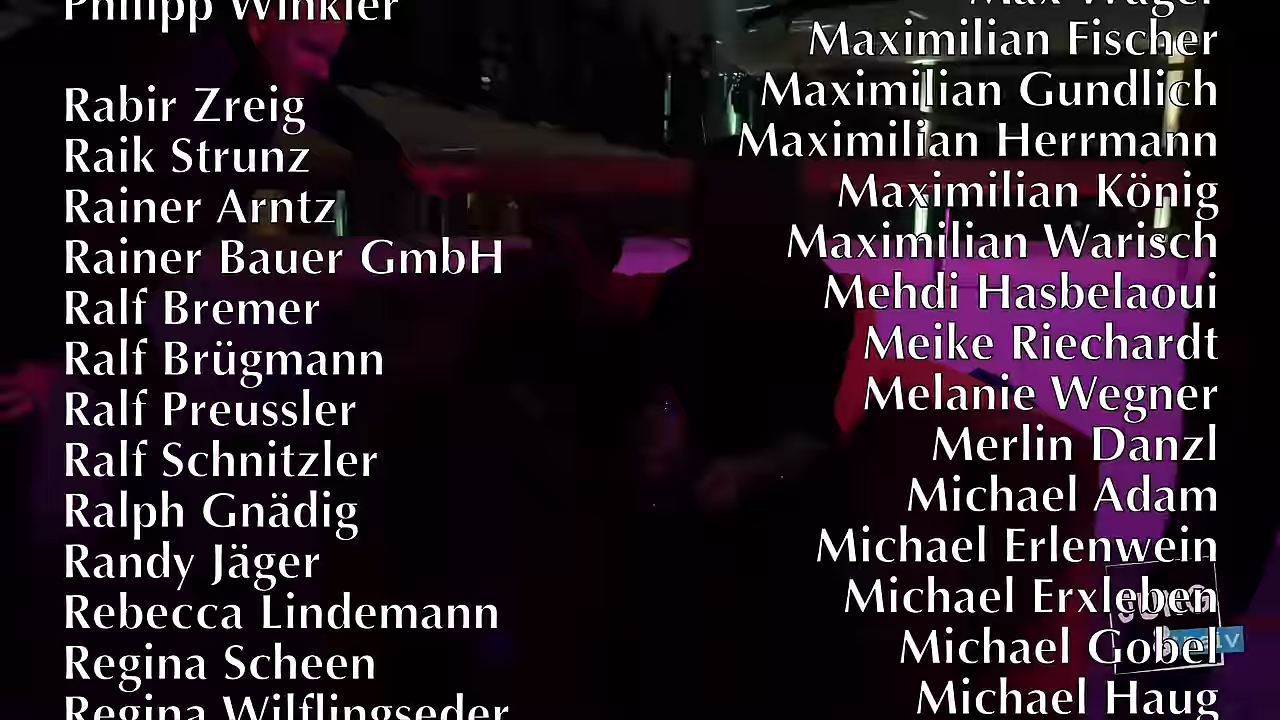 Philipp Winkler
Rabir Zreig
Raik Strunz
Rainer Arntz
Rainer Bauer GmbH
Ralf Bremer
Ralf Brügmann
Ralf Preussler
Ralf Schnitzler
Ralph Gnädig
Randy Jäger
Rebecca Lindemann
Regina Scheen
Regina Wilflingseder
Max Wager
Maximilian Fischer
Maximilian Gundlich
Maximilian Herrmann
Maximilian König
Maximilian Warisch
Mehdi Hasbelaoui
Meike Riechardt
Melanie Wegner
Merlin Danzl
Michael Adam
Michael Erlenwein
Michael Erxleben
Michael Gobel
Michael Haug